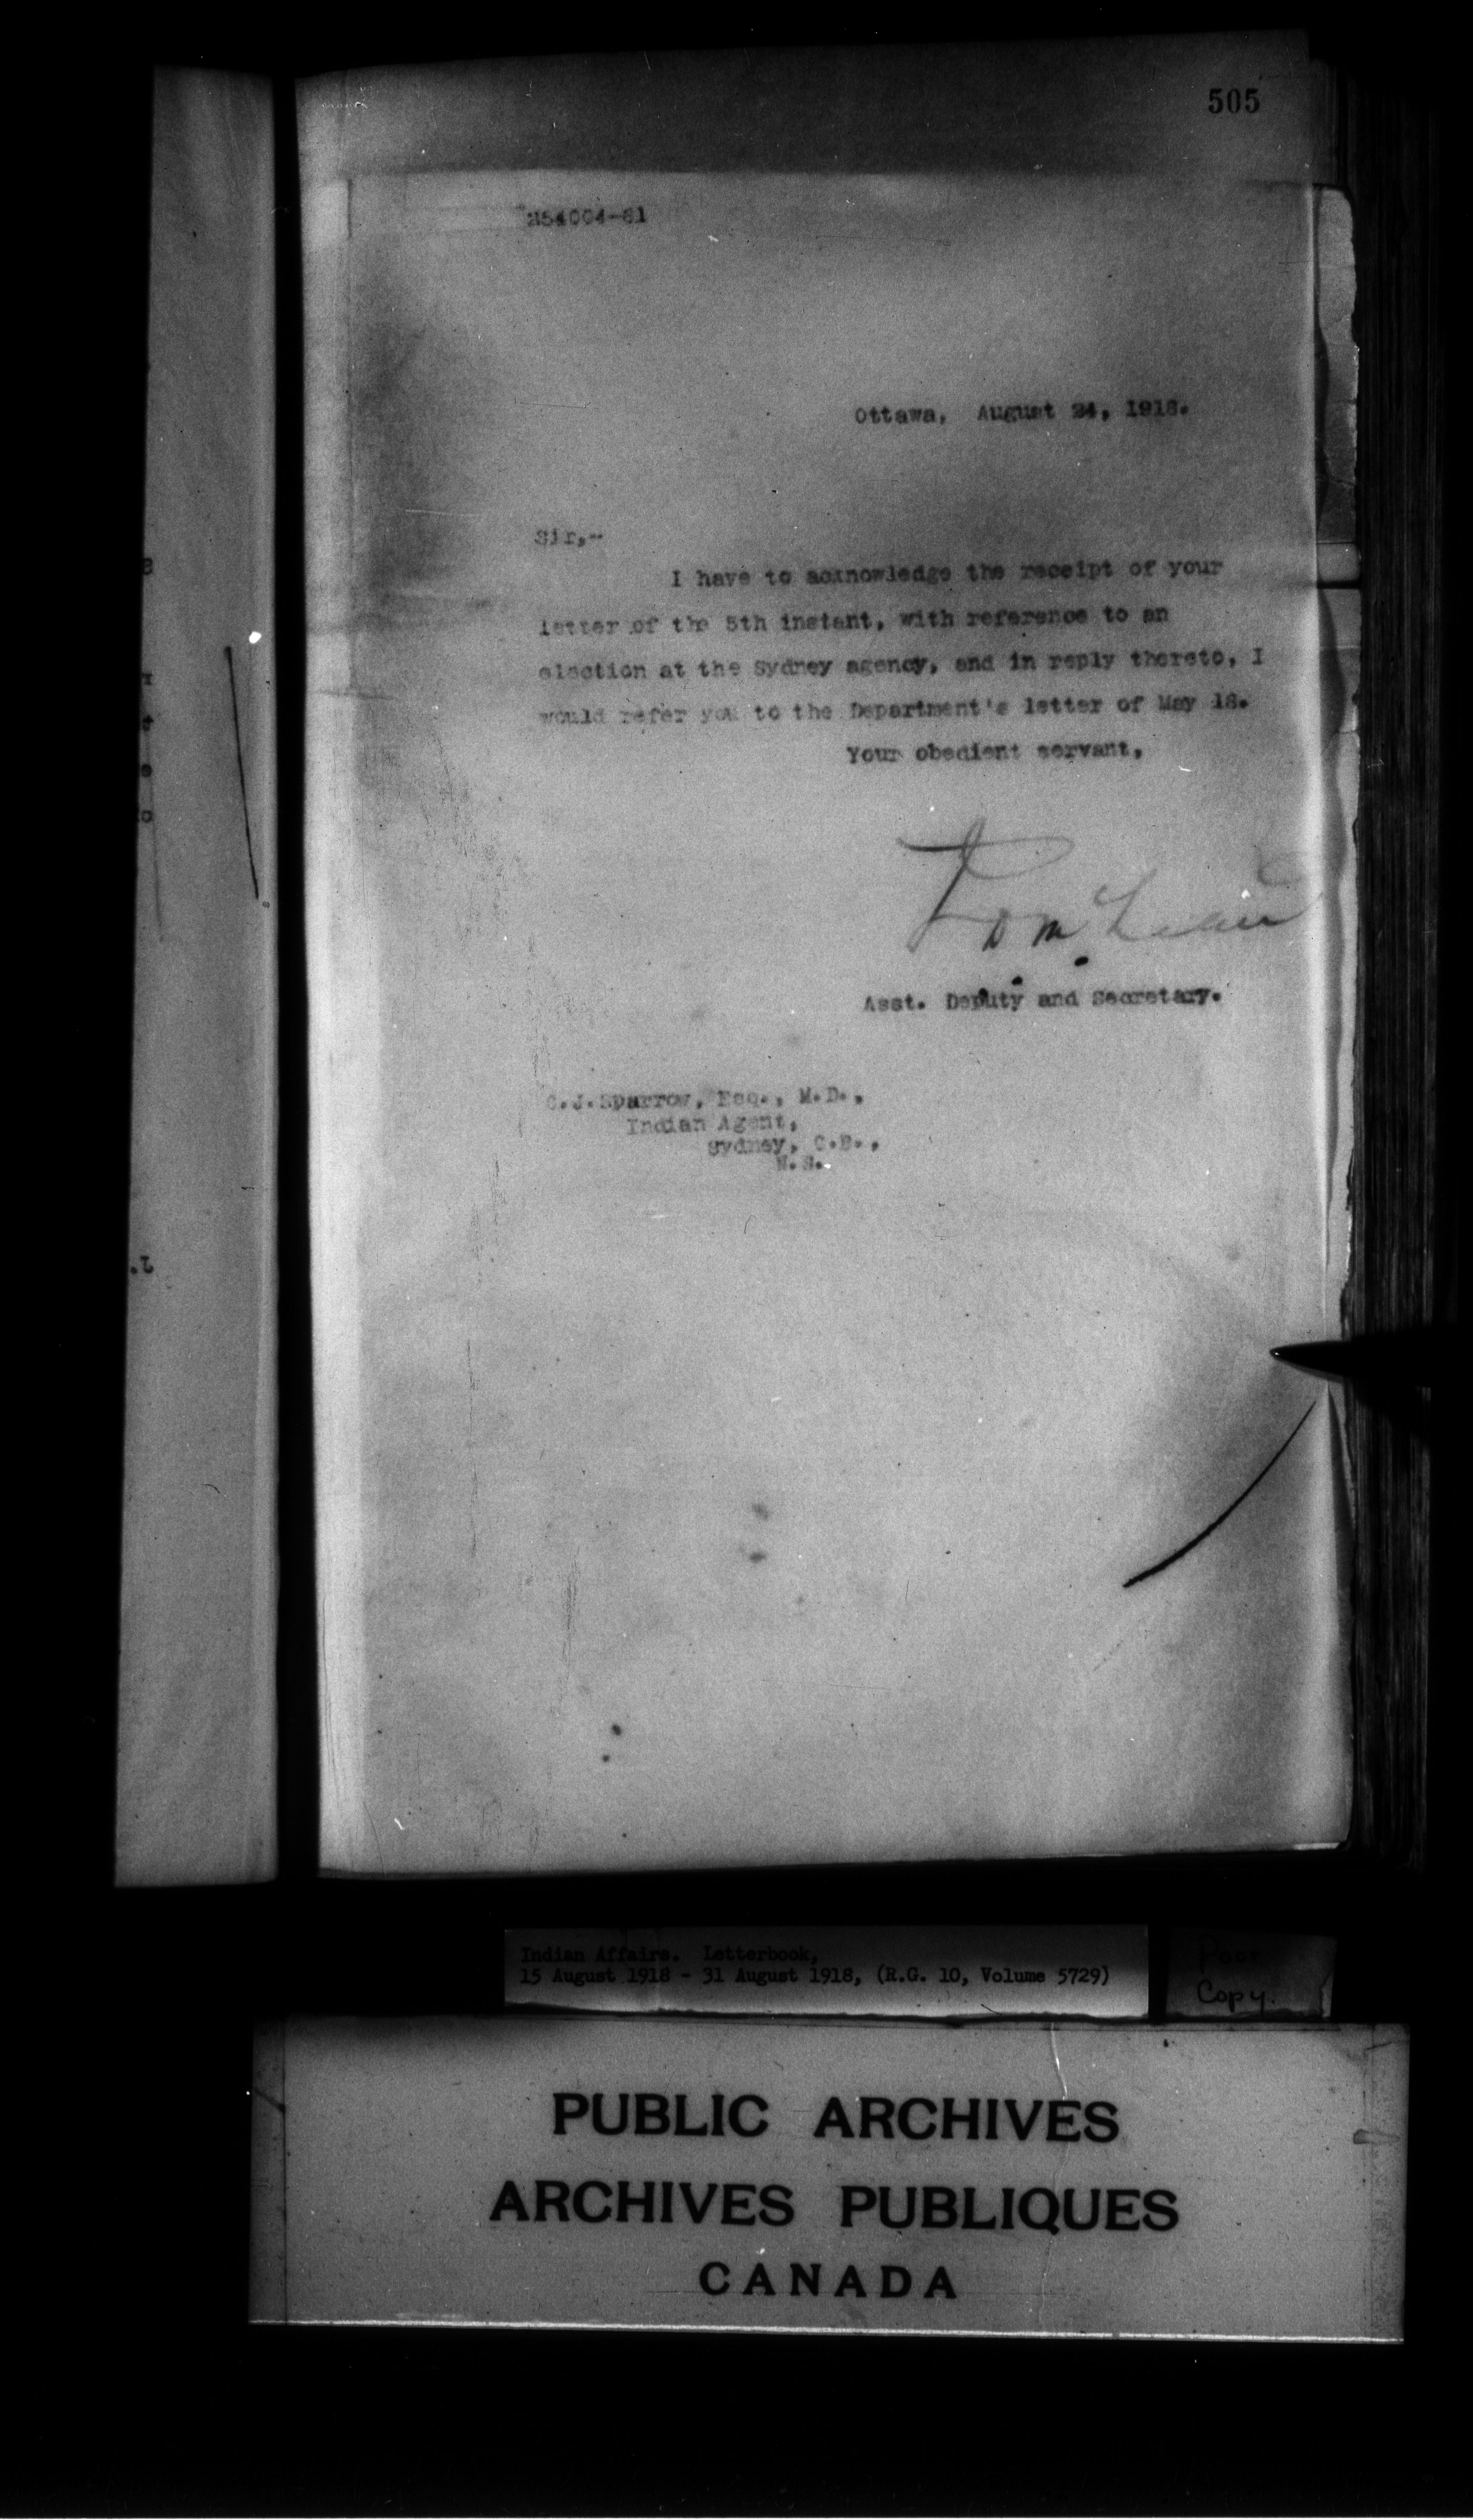 505
254004-81
Ottawa, August 24, 1918.
Sir,-
I have to acknowledge the receipt of your
letter of the 5th instant, with reference to an
election at the Sydney agency, and in reply thereto, I
would refer you to the Department's letter of May 18.
Your obedient servant,
Asst. Deputy and Secretary.
C.J.Sparrow, Esq., M.D.,
Indian Agent,
Sydney, C.B.,
N.S.
Indian Affairs. Letterbook,
15 August 1918 - 31 August 1918, (R.G. 10, Volume 5729)
Poor
Copy.
PUBLIC ARCHIVES
ARCHIVES PUBLIQUES
CANADA